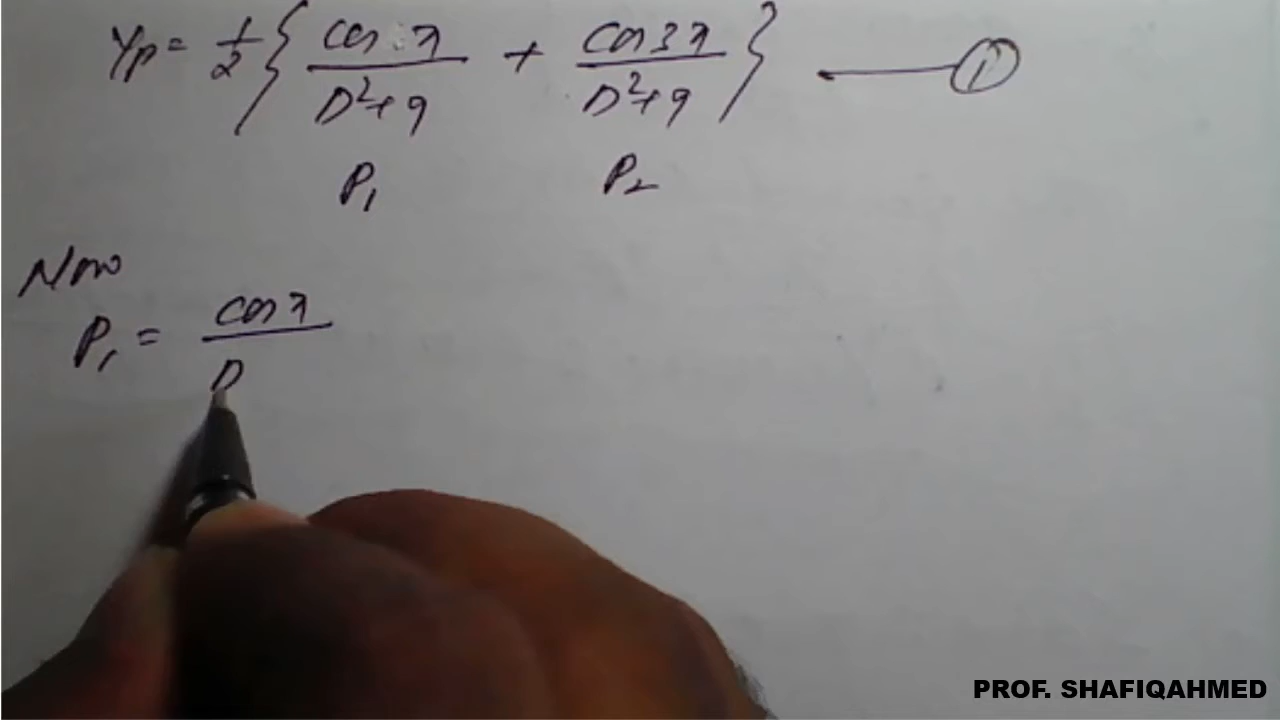 Yp = 1/2 { cos x / D²+9 + cos 3x / D²+9 } —— ①
P₁ P₂
Now
P₁ = cos x / D
PROF. SHAFIQAHMED